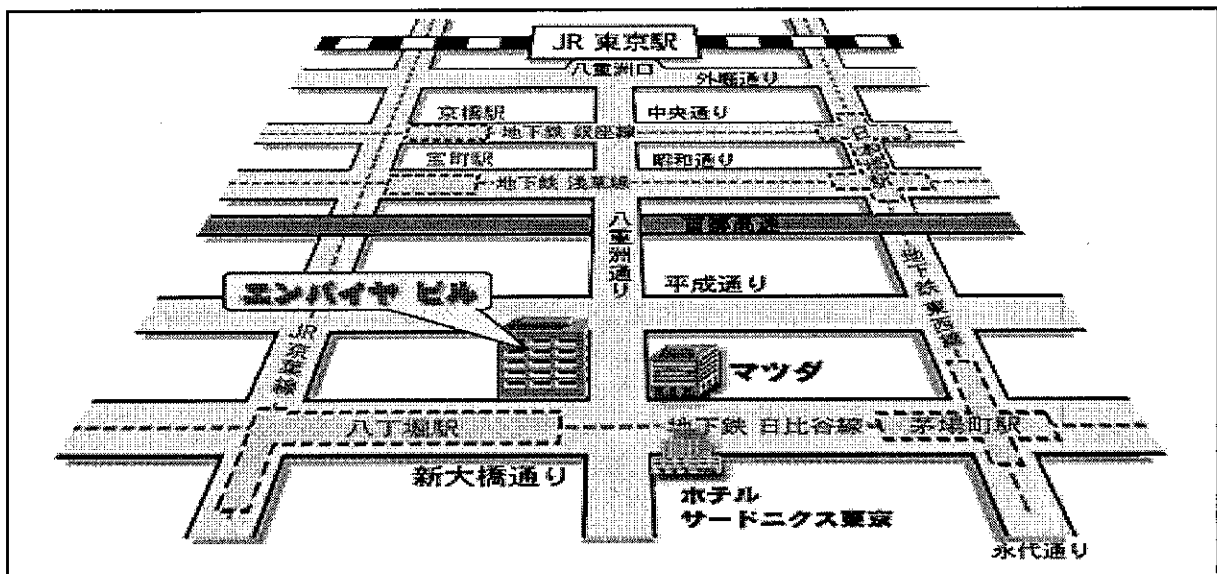 JR 東京駅
八重洲口
外堀通り
京橋駅
中央通り
地下鉄 銀座線
日本橋駅
宝町駅
昭和通り
地下鉄 浅草線
首都高速
八重洲通り
平成通り
地下鉄 東西線
エンパイヤ ビル
マツダ
八丁堀駅
地下鉄 日比谷線
茅場町駅
新大橋通り
ホテル
サードニクス東京
永代通り